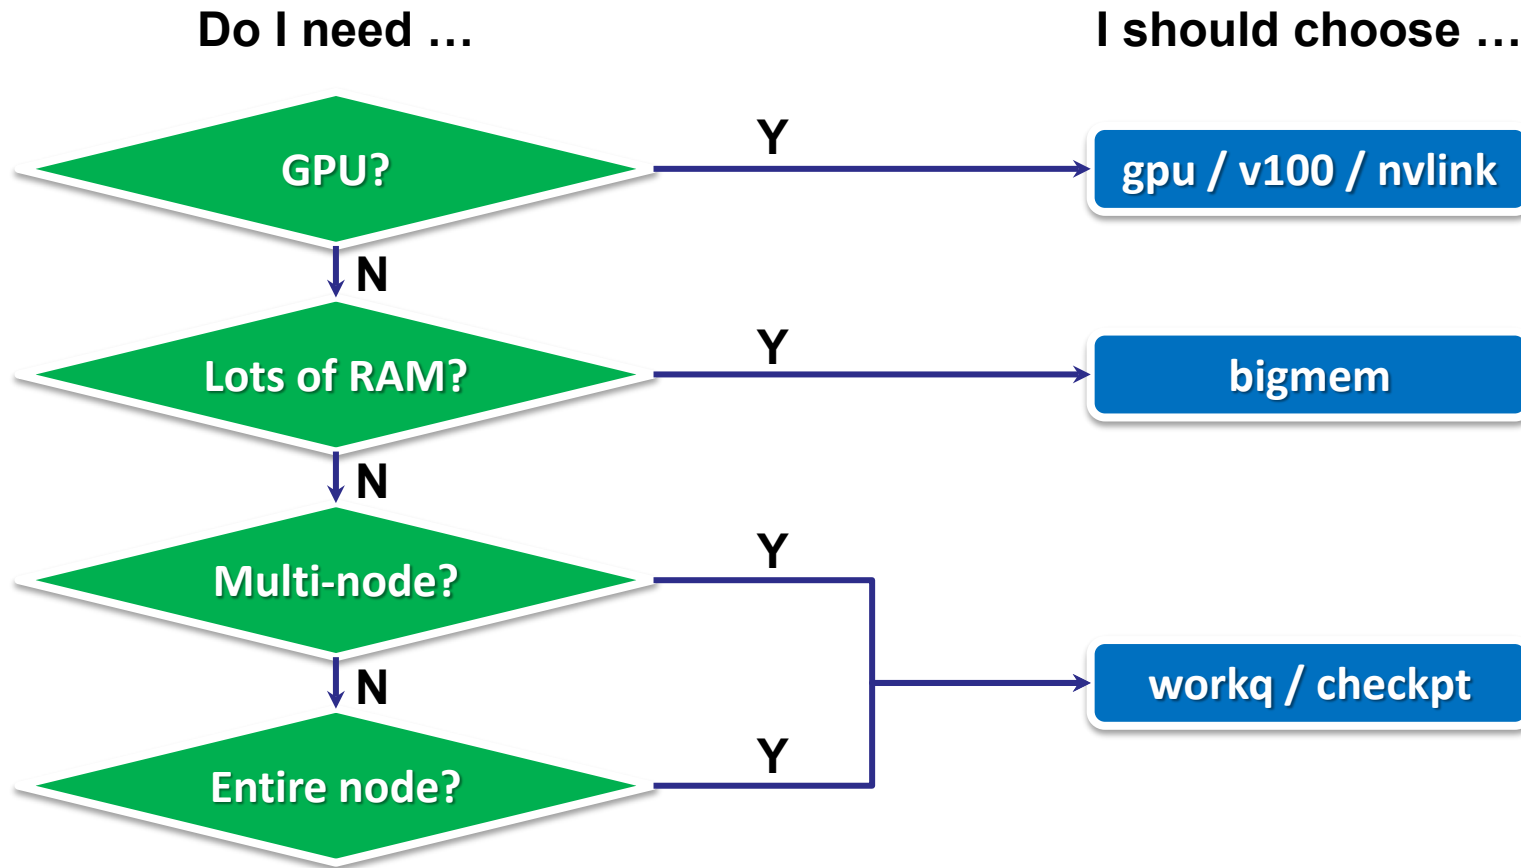 Do I need …
I should choose …
GPU?
Y
gpu / v100 / nvlink
N
Lots of RAM?
Y
bigmem
N
Multi-node?
Y
N
workq / checkpt
Entire node?
Y